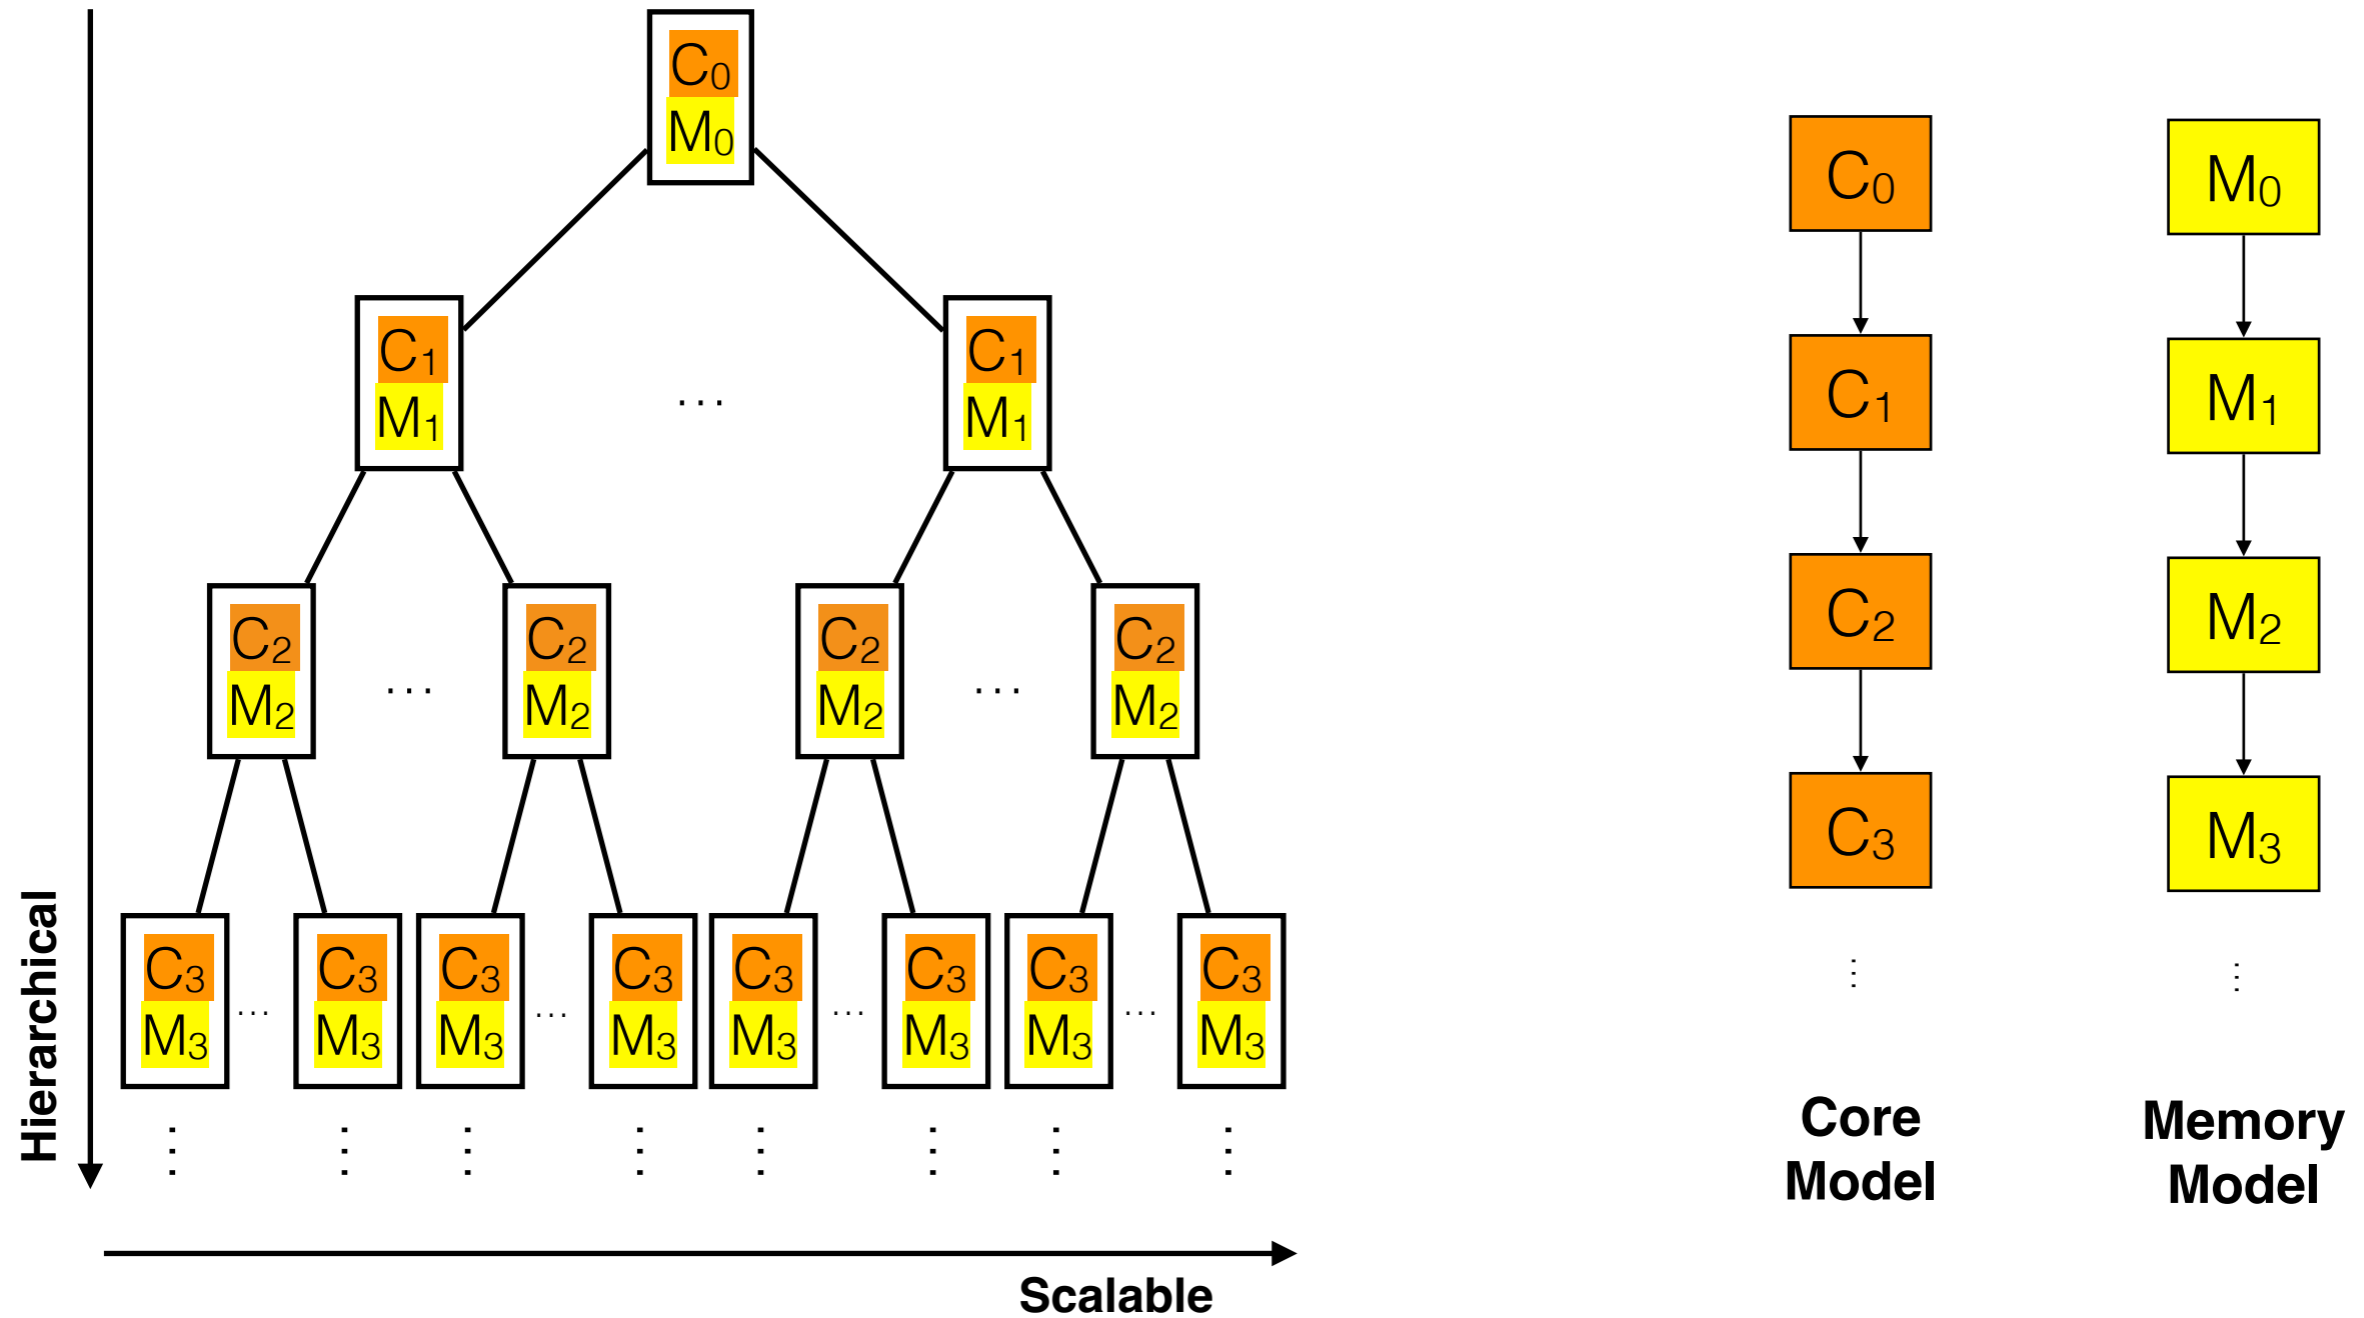 C₀
M₀
C₁
M₁
...
C₁
M₁
C₂
M₂
...
C₂
M₂
C₂
M₂
...
C₂
M₂
C₃
M₃
...
C₃
M₃
C₃
M₃
...
C₃
M₃
C₃
M₃
...
C₃
M₃
C₃
M₃
...
C₃
M₃
Hierarchical
Scalable
C₀
C₁
C₂
C₃
...
Core
Model
M₀
M₁
M₂
M₃
...
Memory
Model